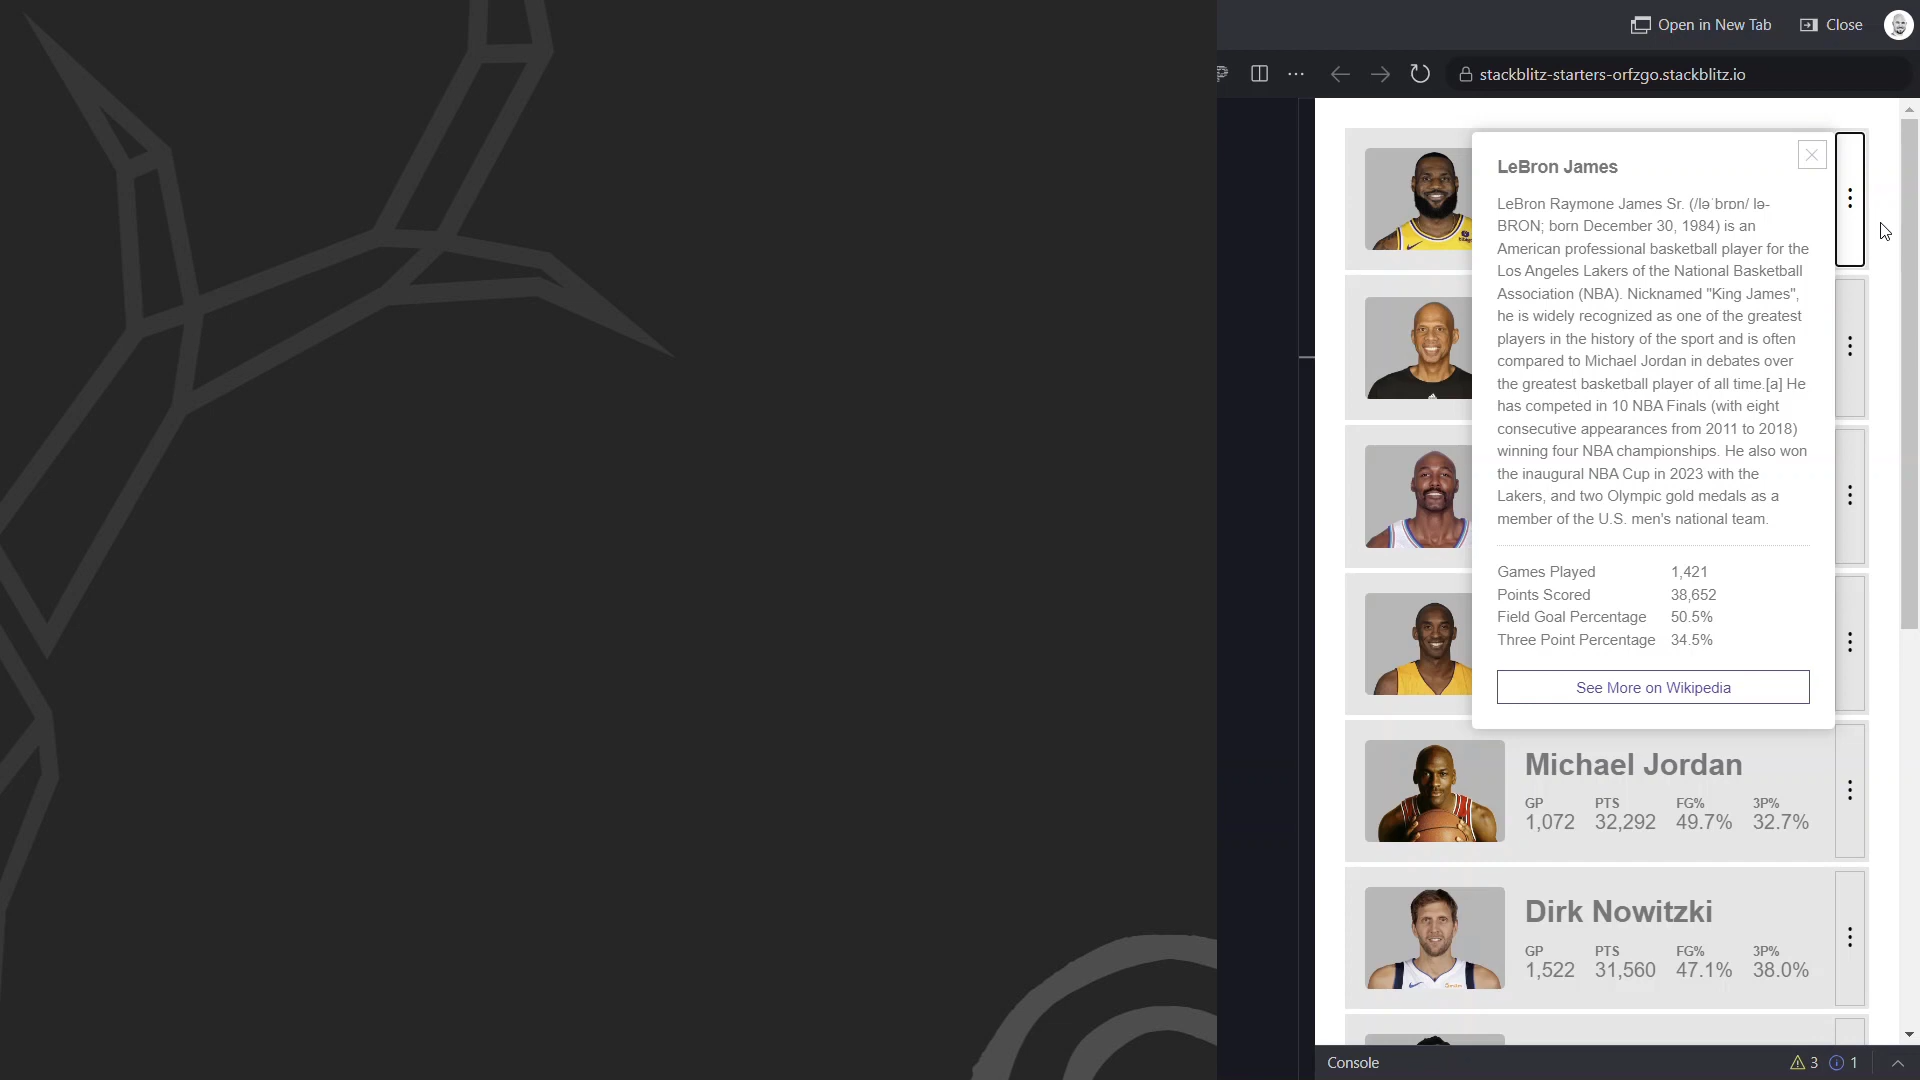 Open in New Tab
Close
stackblitz-starters-orfzgo.stackblitz.io
LeBron James
LeBron Raymone James Sr. (/ləˈbrɒn/ lə-
BRON; born December 30, 1984) is an
American professional basketball player for the
Los Angeles Lakers of the National Basketball
Association (NBA). Nicknamed "King James",
he is widely recognized as one of the greatest
players in the history of the sport and is often
compared to Michael Jordan in debates over
the greatest basketball player of all time.[a] He
has competed in 10 NBA Finals (with eight
consecutive appearances from 2011 to 2018)
winning four NBA championships. He also won
the inaugural NBA Cup in 2023 with the
Lakers, and two Olympic gold medals as a
member of the U.S. men's national team.
Games Played 1,421
Points Scored 38,652
Field Goal Percentage 50.5%
Three Point Percentage 34.5%
See More on Wikipedia
Michael Jordan
GP PTS FG% 3P%
1,072 32,292 49.7% 32.7%
Dirk Nowitzki
GP PTS FG% 3P%
1,522 31,560 47.1% 38.0%
Console
3 1